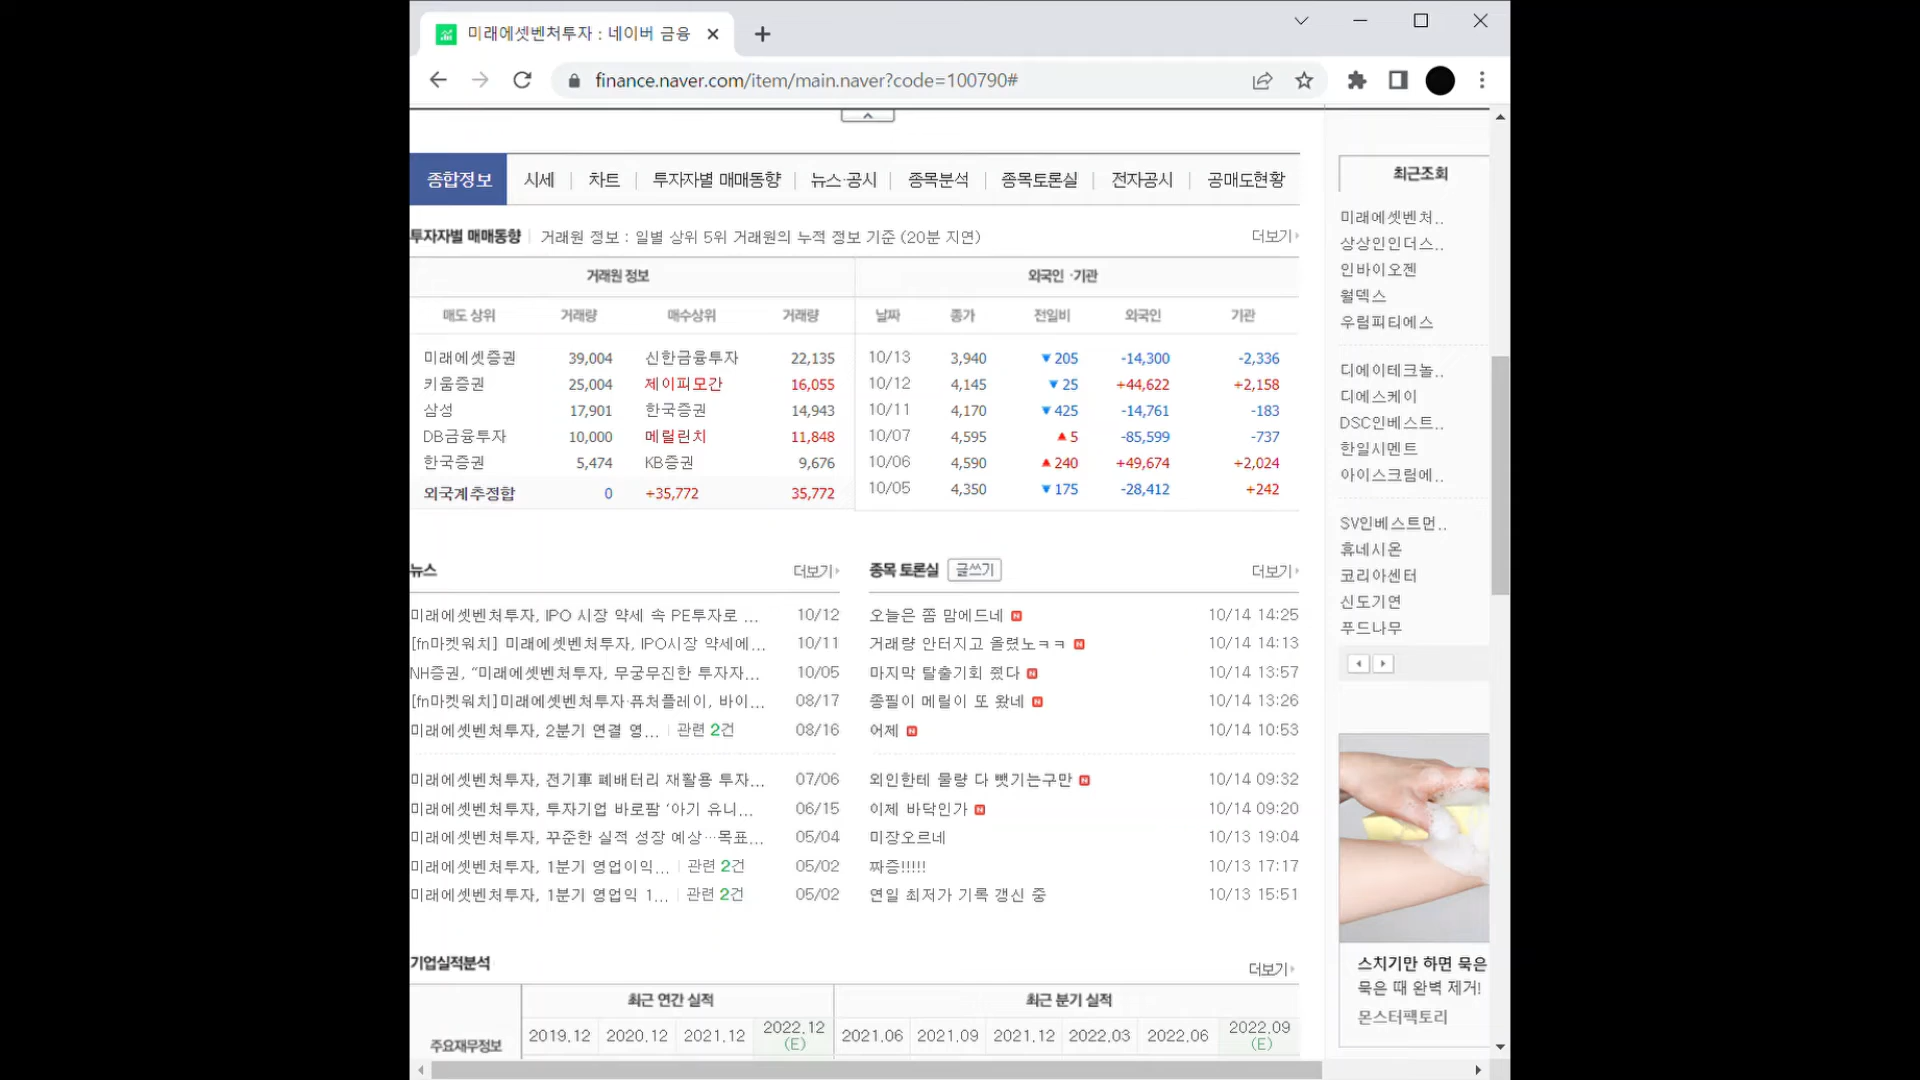 미래에셋벤처투자 : 네이버 금융
finance.naver.com/item/main.naver?code=100790#
종합정보 시세 차트 투자자별 매매동향 뉴스·공시 종목분석 종목토론실 전자공시 공매도현황
투자자별 매매동향 거래원 정보 : 일별 상위 5위 거래원의 누적 정보 기준 (20분 지연) 더보기
거래원 정보 외국인·기관
매도 상위 거래량 매수상위 거래량 날짜 종가 전일비 외국인 기관
미래에셋증권 39,004 신한금융투자 22,135 10/13 3,940 ▼205 -14,300 -2,336
키움증권 25,004 제이피모간 16,055 10/12 4,145 ▼25 +44,622 +2,158
삼성 17,901 한국증권 14,943 10/11 4,170 ▼425 -14,761 -183
DB금융투자 10,000 메릴린치 11,848 10/07 4,595 ▲5 -85,599 -737
한국증권 5,474 KB증권 9,676 10/06 4,590 ▲240 +49,674 +2,024
외국계추정합 0 +35,772 35,772 10/05 4,350 ▼175 -28,412 +242
뉴스 더보기
미래에셋벤처투자, IPO 시장 약세 속 PE투자로 ... 10/12
[fn마켓워치] 미래에셋벤처투자, IPO시장 약세에... 10/11
NH증권, “미래에셋벤처투자, 무궁무진한 투자자... 10/05
[fn마켓워치]미래에셋벤처투자·퓨처플레이, 바이... 08/17
미래에셋벤처투자, 2분기 연결 영... 관련 2건 08/16
미래에셋벤처투자, 전기車 폐배터리 재활용 투자... 07/06
미래에셋벤처투자, 투자기업 바로팜 ‘아기 유니... 06/15
미래에셋벤처투자, 꾸준한 실적 성장 예상…목표... 05/04
미래에셋벤처투자, 1분기 영업이익... 관련 2건 05/02
미래에셋벤처투자, 1분기 영업익 1... 관련 2건 05/02
종목 토론실 글쓰기 더보기
오늘은 쫌 맘에드네 N 10/14 14:25
거래량 안터지고 올렸노ㅋㅋ N 10/14 14:13
마지막 탈출기회 줬다 N 10/14 13:57
종필이 메릴이 또 왔네 N 10/14 13:26
어제 N 10/14 10:53
외인한테 물량 다 뺏기는구만 N 10/14 09:32
이제 바닥인가 N 10/14 09:20
미장오르네 10/13 19:04
짜증!!!!! 10/13 17:17
연일 최저가 기록 갱신 중 10/13 15:51
기업실적분석 더보기
주요재무정보 최근 연간 실적 최근 분기 실적
2019.12 2020.12 2021.12 2022.12 (E) 2021.06 2021.09 2021.12 2022.03 2022.06 2022.09 (E)
최근조회
미래에셋벤처..
상상인인더스..
인바이오젠
월덱스
우림피티에스
디에이테크놀..
디에스케이
DSC인베스트..
한일시멘트
아이스크림에..
SV인베스트먼..
휴네시온
코리아센터
신도기연
푸드나무
스치기만 하면 묵은
묵은 때 완벽 제거!
몬스터팩토리